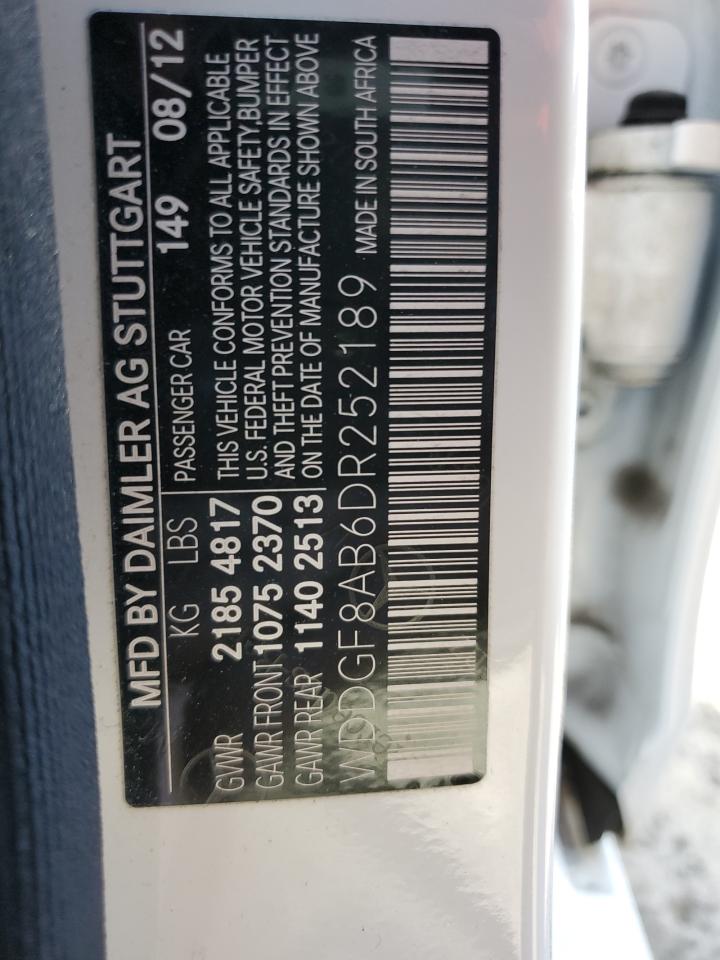 MFD BY DAIMLER AG STUTTGART
149 08/12
KG LBS PASSENGER CAR
GVWR 2185 4817 THIS VEHICLE CONFORMS TO ALL APPLICABLE
GAWR FRONT 1075 2370 U.S. FEDERAL MOTOR VEHICLE SAFETY,BUMPER
AND THEFT PREVENTION STANDARDS IN EFFECT
GAWR REAR 1140 2513 ON THE DATE OF MANUFACTURE SHOWN ABOVE
WDDGF8AB6DR252189 MADE IN SOUTH AFRICA